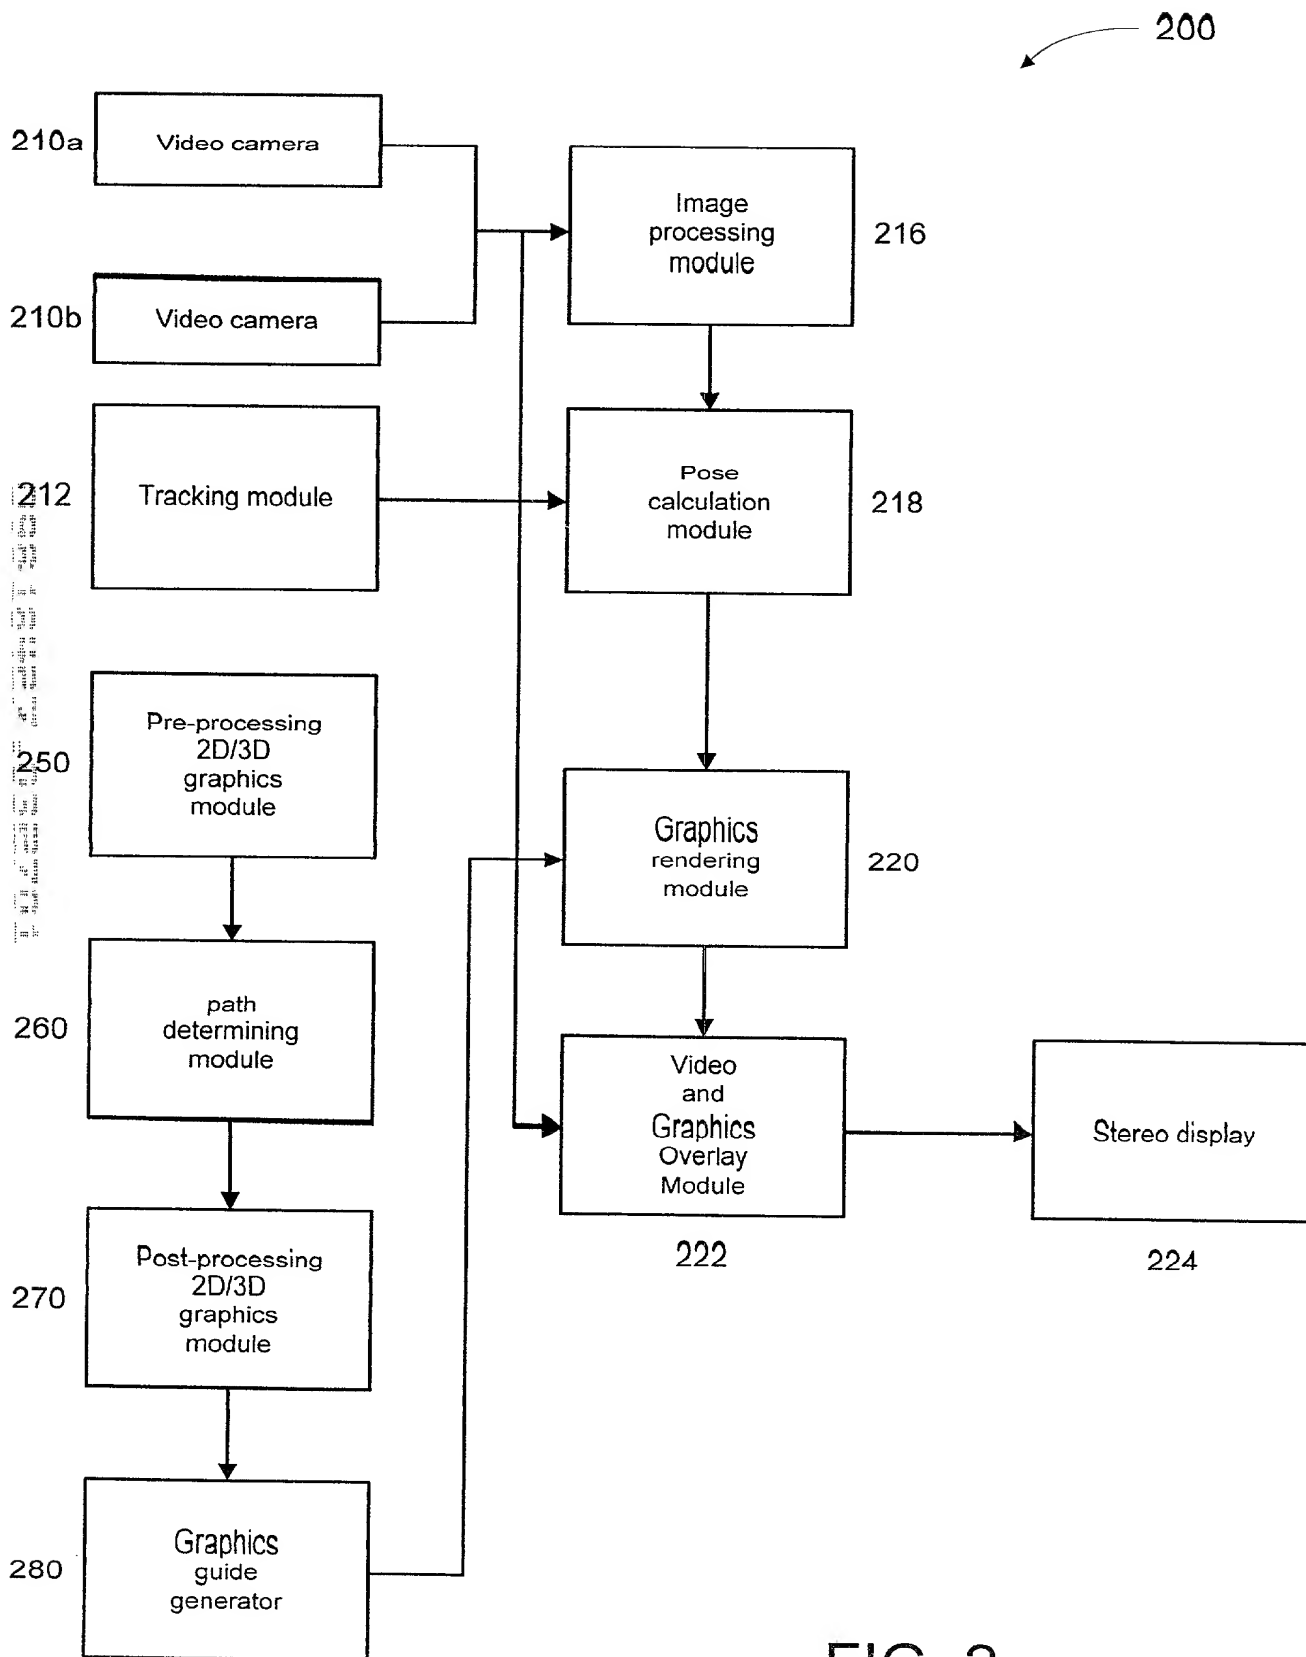 200
210a
Video camera
210b
Video camera
Image
processing
module
216
212
Tracking module
Pose
calculation
module
218
250
Pre-processing
2D/3D
graphics
module
Graphics
rendering
module
220
260
path
determining
module
Video
and
Graphics
Overlay
Module
222
Stereo display
224
270
Post-processing
2D/3D
graphics
module
280
Graphics
guide
generator
FIG.